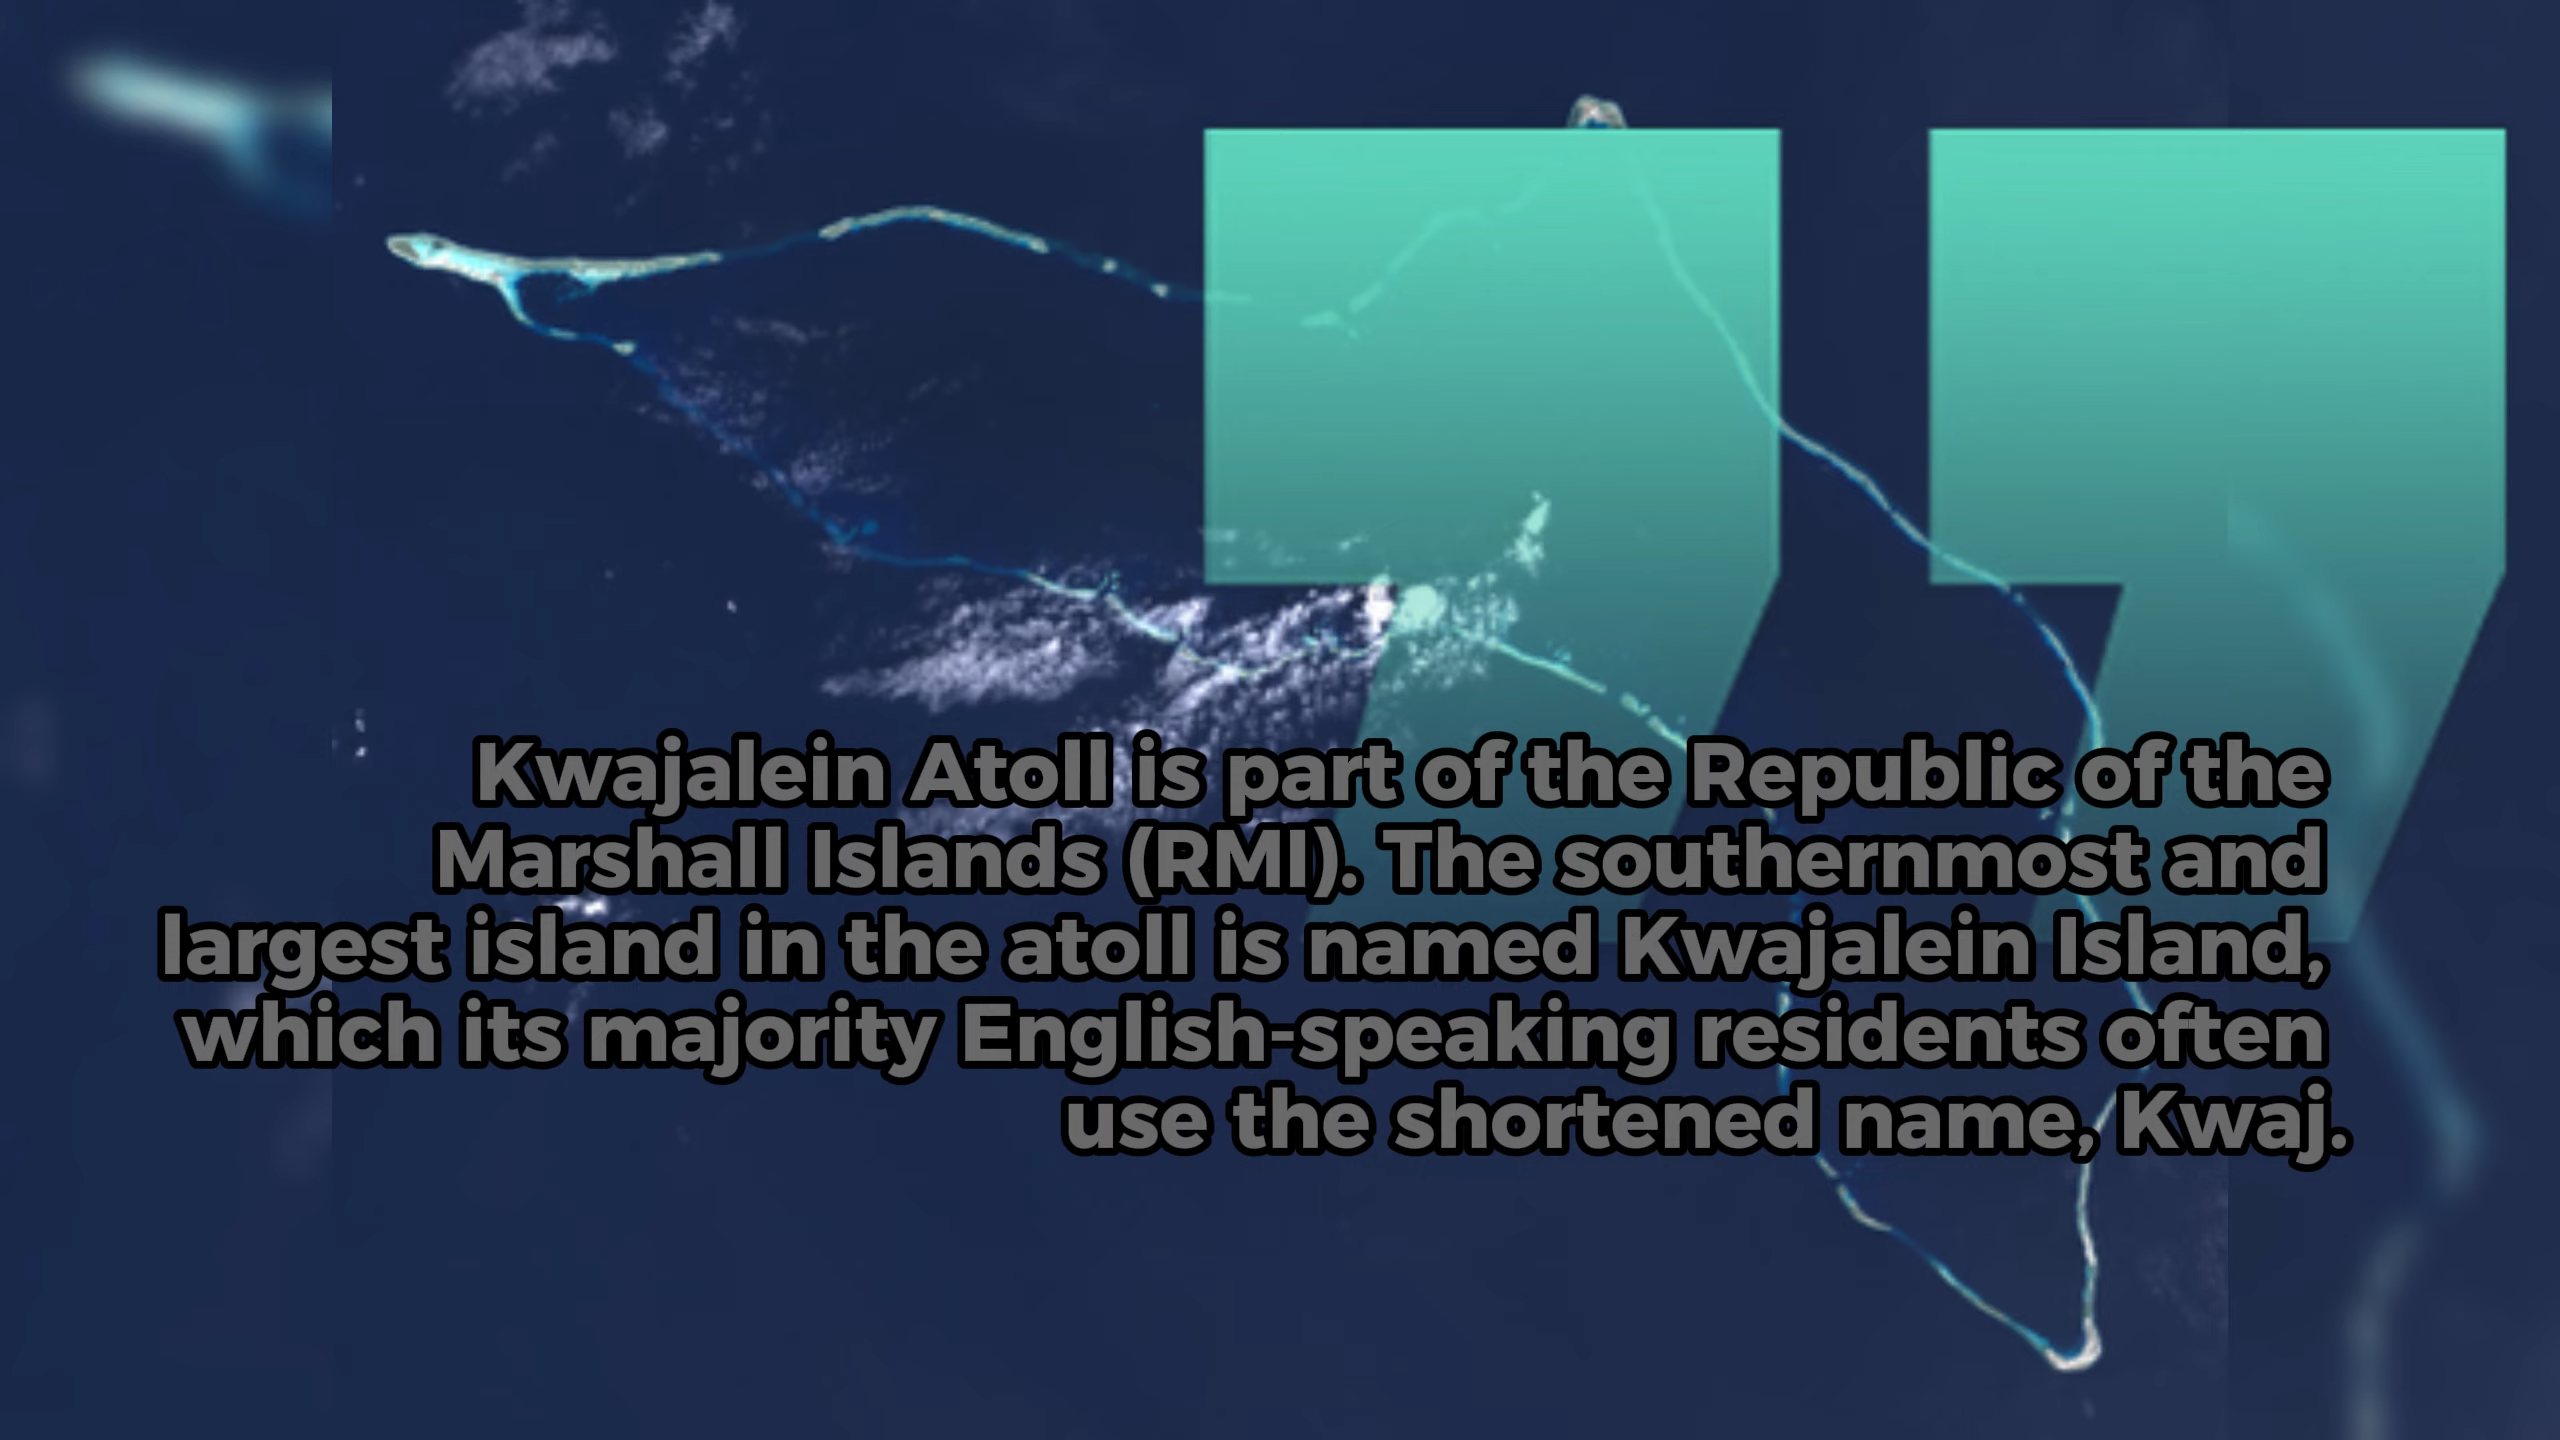 Kwajalein Atoll is part of the Republic of the
Marshall Islands (RMI). The southernmost and
largest island in the atoll is named Kwajalein Island,
which its majority English-speaking residents often
use the shortened name, Kwaj.